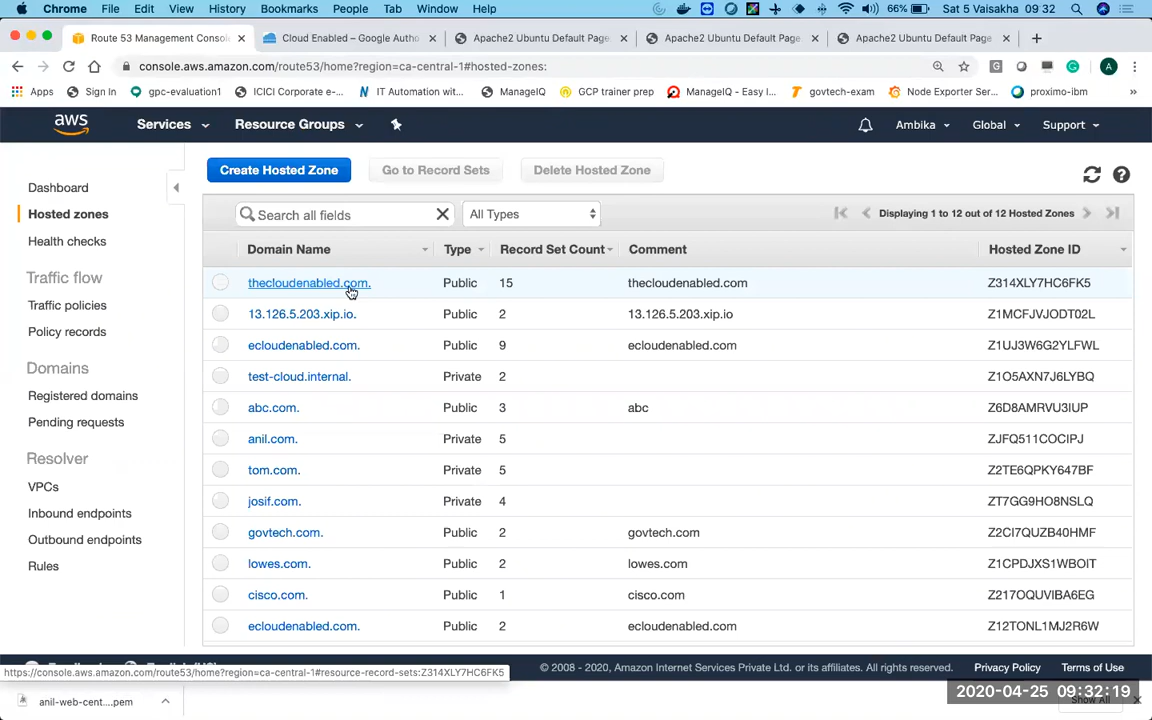 Chrome File Edit View History Bookmarks People Tab Window Help 66% Sat 5 Vaisakha 09 32
Route 53 Management Conso Cloud Enabled – Google Autho Apache2 Ubuntu Default Page Apache2 Ubuntu Default Page Apache2 Ubuntu Default Page
console.aws.amazon.com/route53/home?region=ca-central-1#hosted-zones:
Apps Sign In gpc-evaluation1 ICICI Corporate e-... IT Automation wit... ManageIQ GCP trainer prep ManageIQ - Easy I... govtech-exam Node Exporter Ser... proximo-ibm »
aws Services Resource Groups Ambika Global Support
Create Hosted Zone Go to Record Sets Delete Hosted Zone
Dashboard
Hosted zones
Health checks
Traffic flow
Traffic policies
Policy records
Domains
Registered domains
Pending requests
Resolver
VPCs
Inbound endpoints
Outbound endpoints
Rules
Search all fields All Types Displaying 1 to 12 out of 12 Hosted Zones
Domain Name Type Record Set Count Comment Hosted Zone ID
thecloudenabled.com. Public 15 thecloudenabled.com Z314XLY7HC6FK5
13.126.5.203.xip.io. Public 2 13.126.5.203.xip.io Z1MCFJVJODT02L
ecloudenabled.com. Public 9 ecloudenabled.com Z1UJ3W6G2YLFWL
test-cloud.internal. Private 2 Z1O5AXN7J6LYBQ
abc.com. Public 3 abc Z6D8AMRVU3IUP
anil.com. Private 5 ZJFQ511COCIPJ
tom.com. Private 5 Z2TE6QPKY647BF
josif.com. Private 4 ZT7GG9HO8NSLQ
govtech.com. Public 2 govtech.com Z2CI7QUZB40HMF
lowes.com. Public 2 lowes.com Z1CPDJXS1WBOIT
cisco.com. Public 1 cisco.com Z217OQUVIBA6EG
ecloudenabled.com. Public 2 ecloudenabled.com Z12TONL1MJ2R6W
https://console.aws.amazon.com/route53/home?region=ca-central-1#resource-record-sets:Z314XLY7HC6FK5
© 2008 - 2020, Amazon Internet Services Private Ltd. or its affiliates. All rights reserved. Privacy Policy Terms of Use
2020-04-25 09:32:19
anil-web-cent....pem Show All